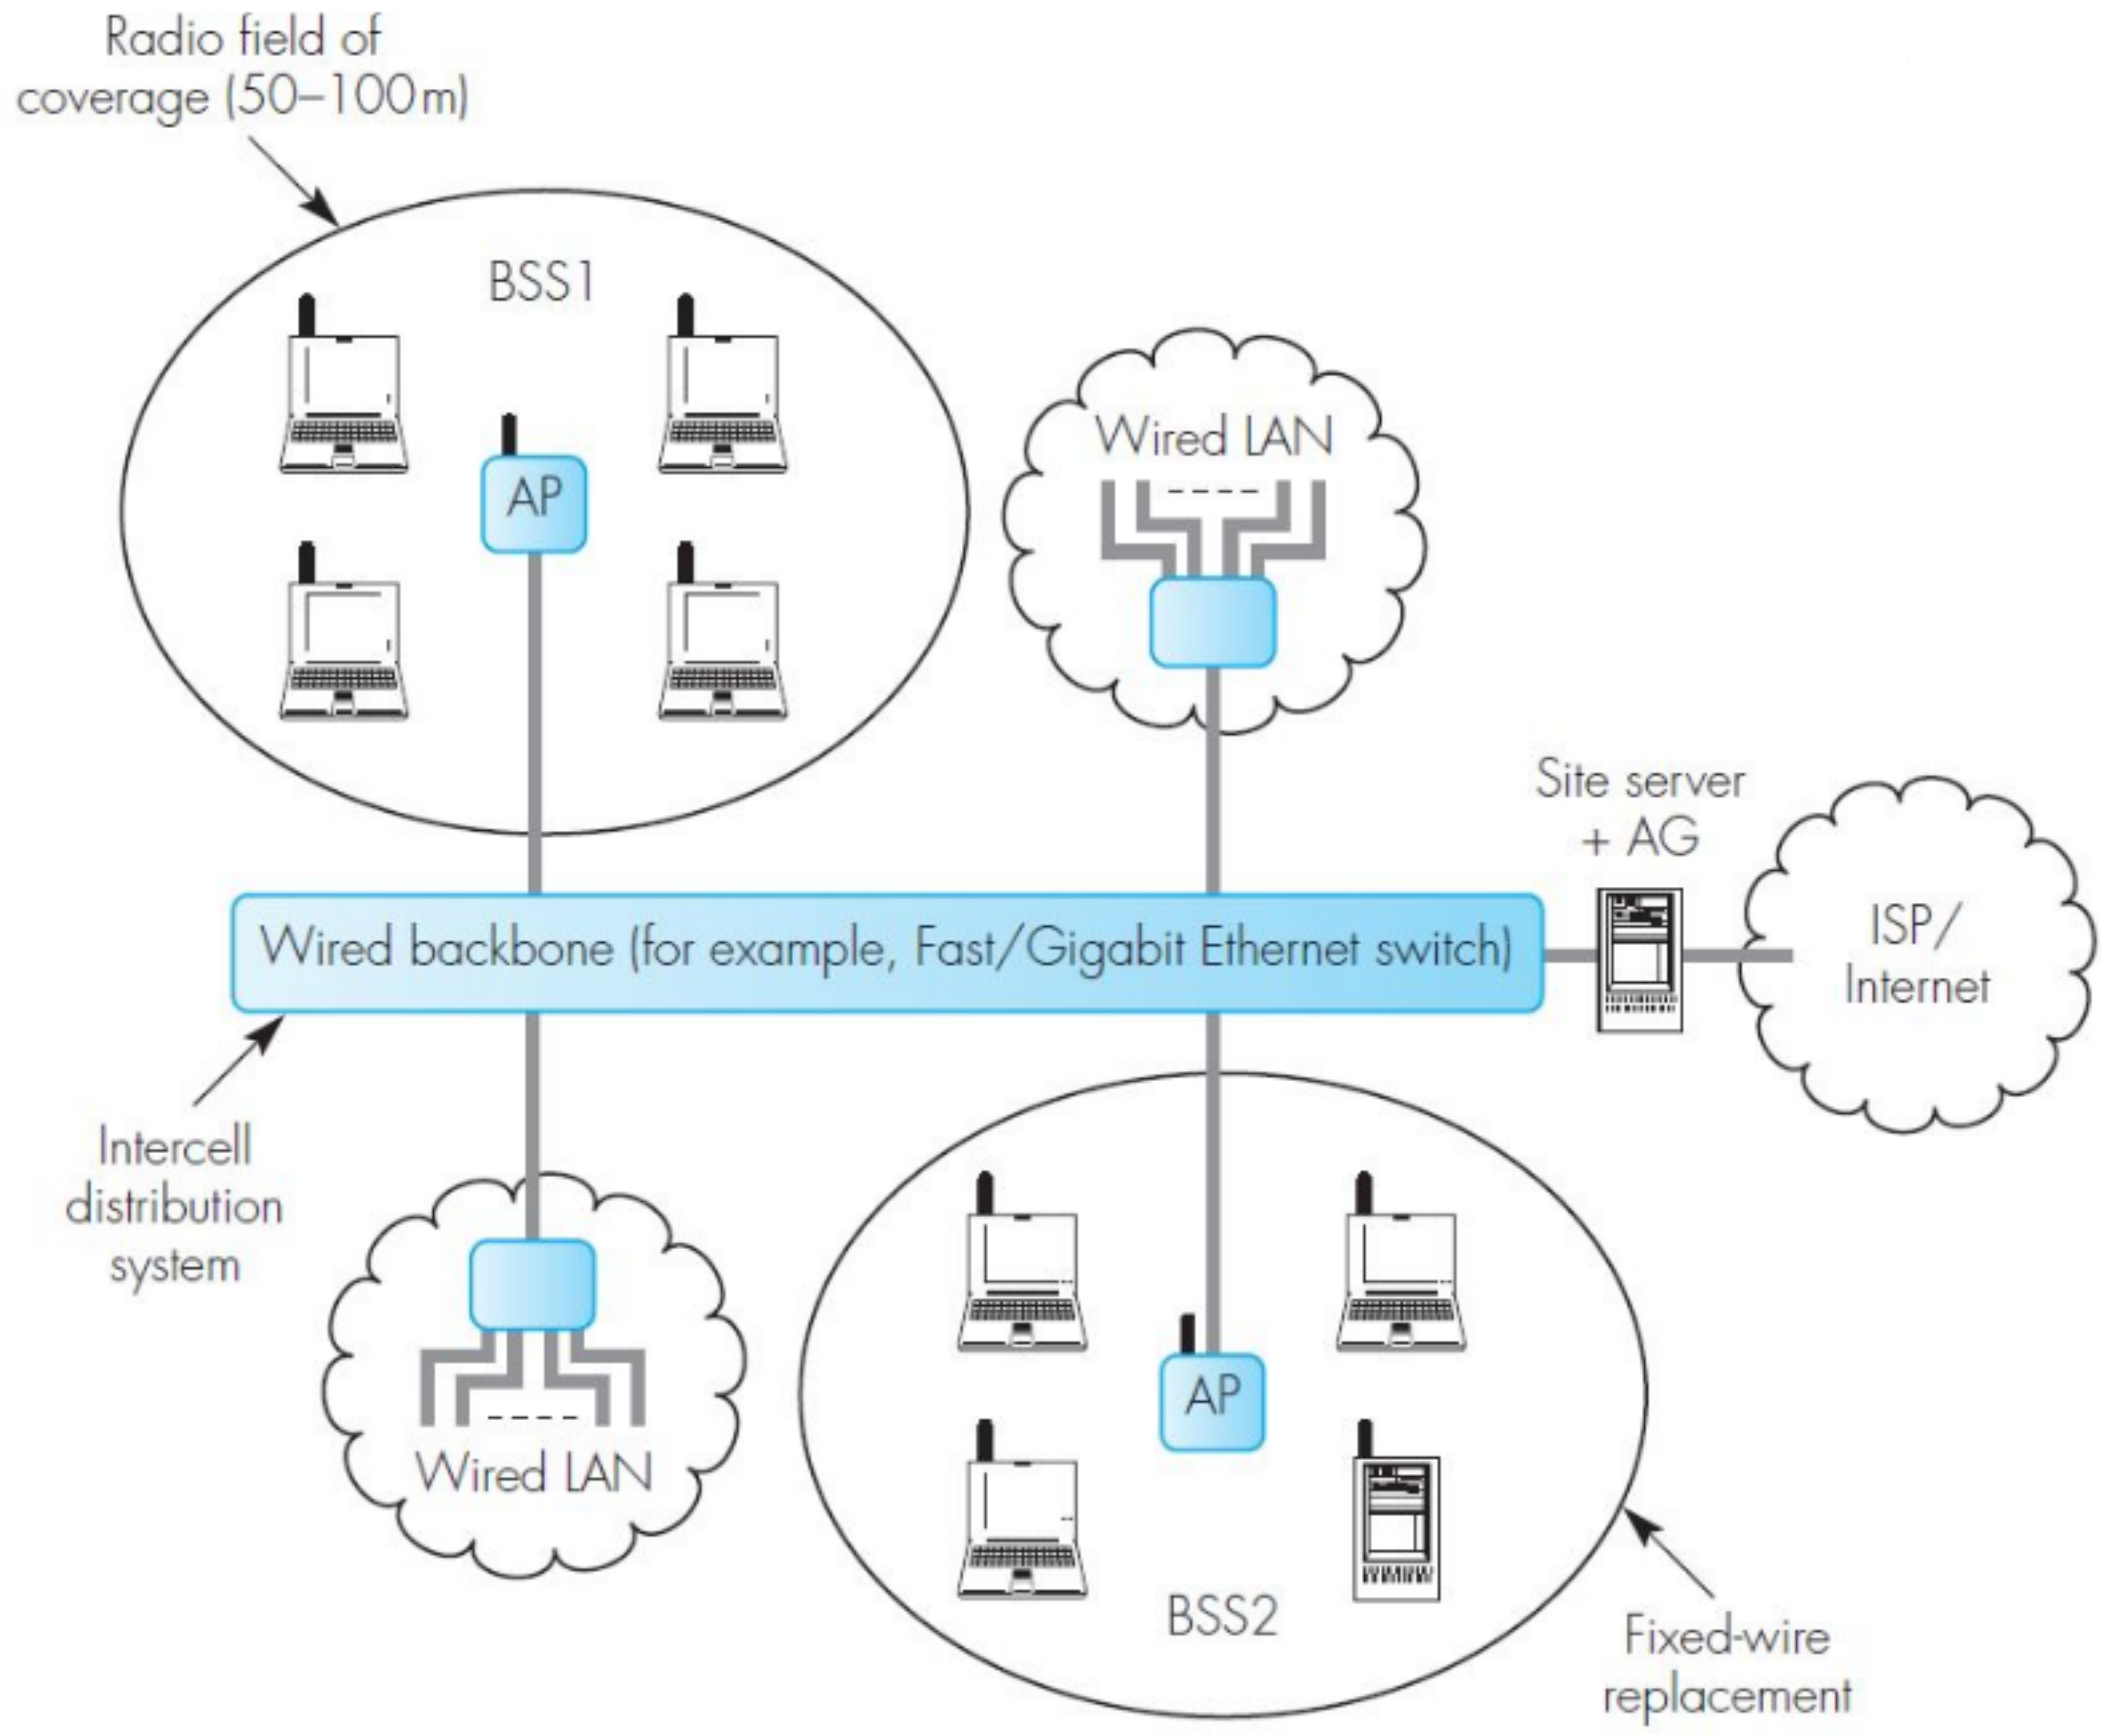 Radio field of
coverage (50–100m)
BSS1
AP
Wired LAN
Site server
+ AG
ISP/
Internet
Wired backbone (for example, Fast/Gigabit Ethernet switch)
Intercell
distribution
system
Wired LAN
AP
BSS2
Fixed-wire
replacement